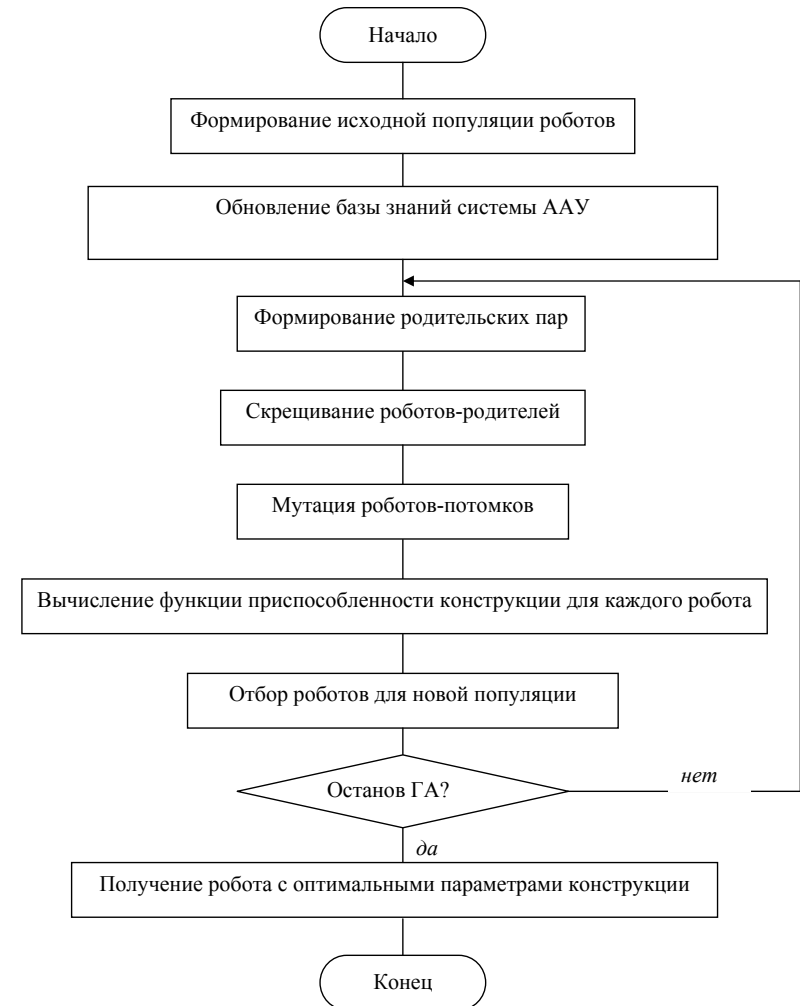 Начало
Формирование исходной популяции роботов
Обновление базы знаний системы ААУ
Формирование родительских пар
Скрещивание роботов-родителей
Мутация роботов-потомков
Вычисление функции приспособленности конструкции для каждого робота
Отбор роботов для новой популяции
Останов ГА?
нет
да
Получение робота с оптимальными параметрами конструкции
Конец